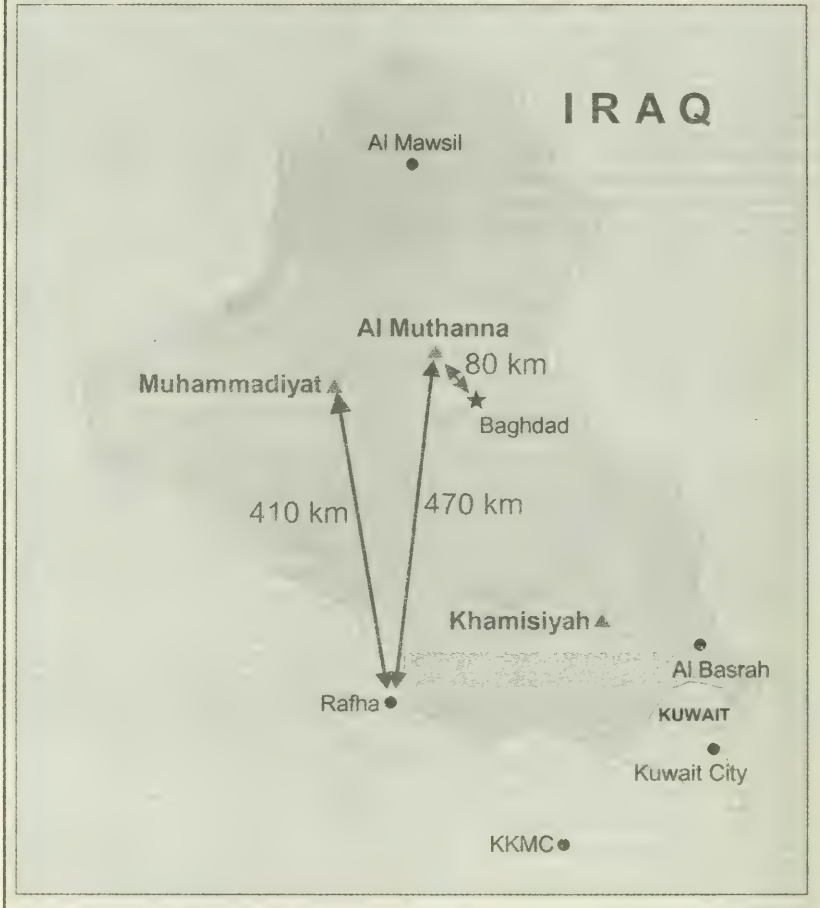 IRAQ
Al Mawsil
Al Muthanna
80 km
Muhammadiyat
Baghdad
410 km
470 km
Khamisiyah
Al Basrah
Rafha
KUWAIT
Kuwait City
KKMC